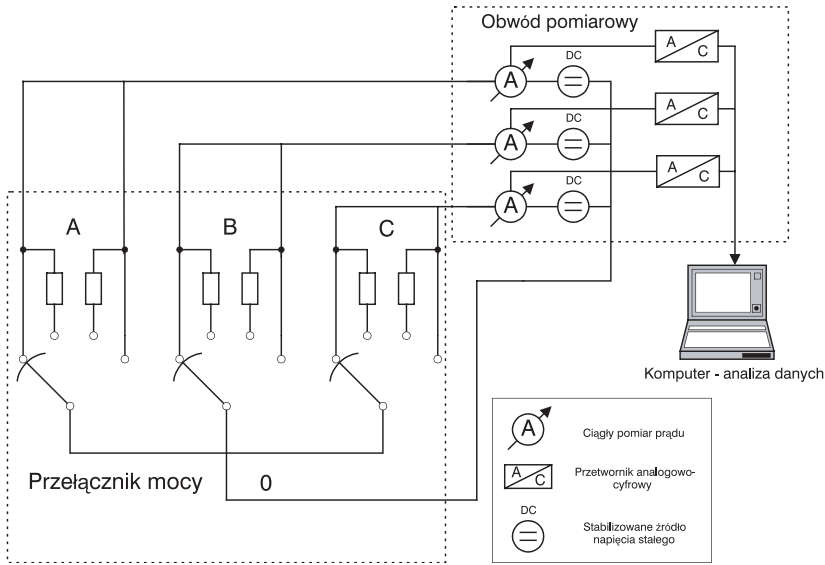 Obwód pomiarowy
A
DC
A
C
A
DC
A
C
A
DC
A
C
A
B
C
Komputer - analiza danych
Przełącznik mocy
0
A
Ciągły pomiar prądu
A
C
Przetwornik analogowo-
cyfrowy
DC
Stabilizowane źródło
napięcia stałego